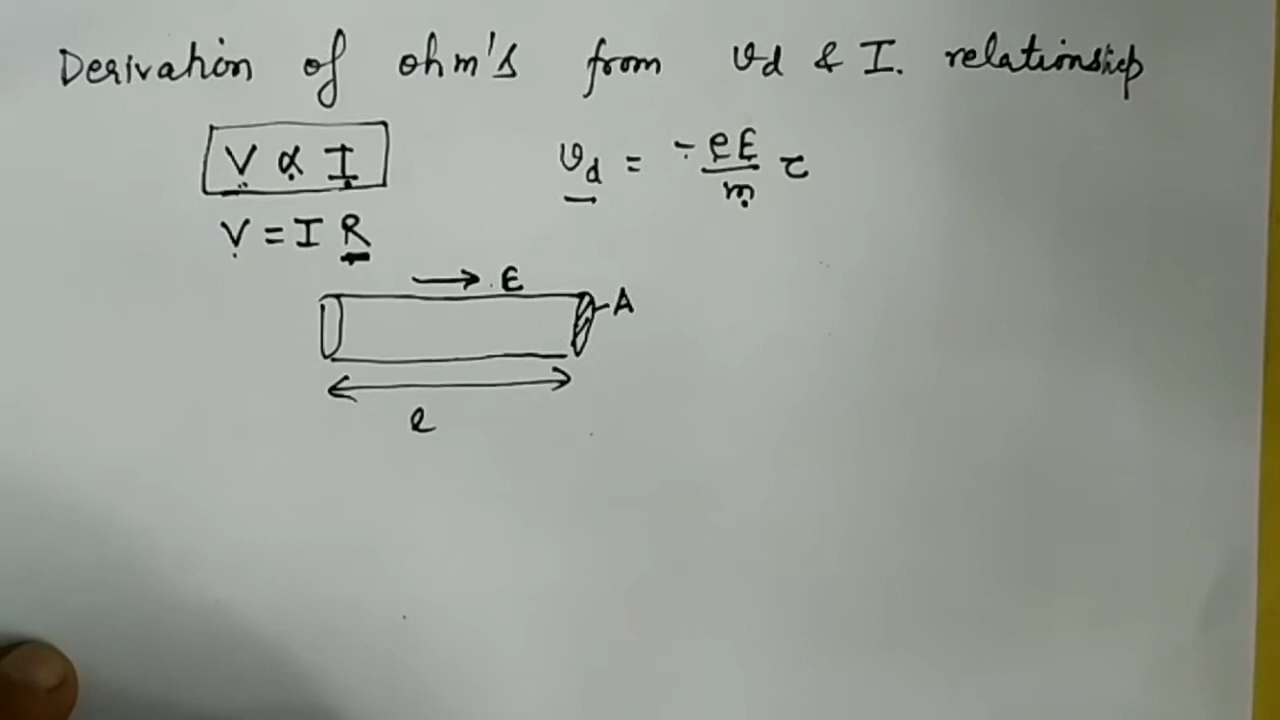 Derivation of ohm's from vd & I. relationship
V ∝ I
vd = - eE/m τ
V = I R
E
A
l